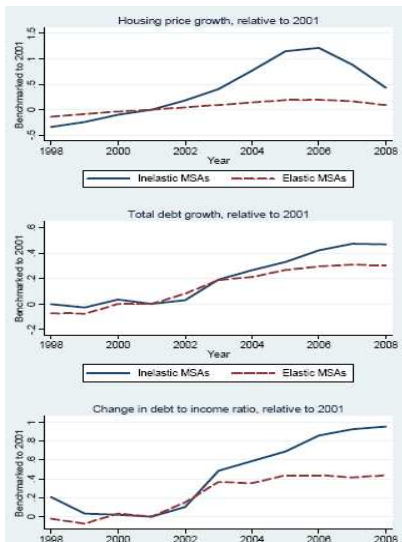 Housing price growth, relative to 2001
Benchmarked to 2001
1.5
1
.5
0
-.5
1998 2000 2002 2004 2006 2008
Year
Inelastic MSAs Elastic MSAs
Total debt growth, relative to 2001
Benchmarked to 2001
.6
.4
.2
0
-.2
1998 2000 2002 2004 2006 2008
Year
Inelastic MSAs Elastic MSAs
Change in debt to income ratio, relative to 2001
Benchmarked to 2001
1
.8
.6
.4
.2
0
1998 2000 2002 2004 2006 2008